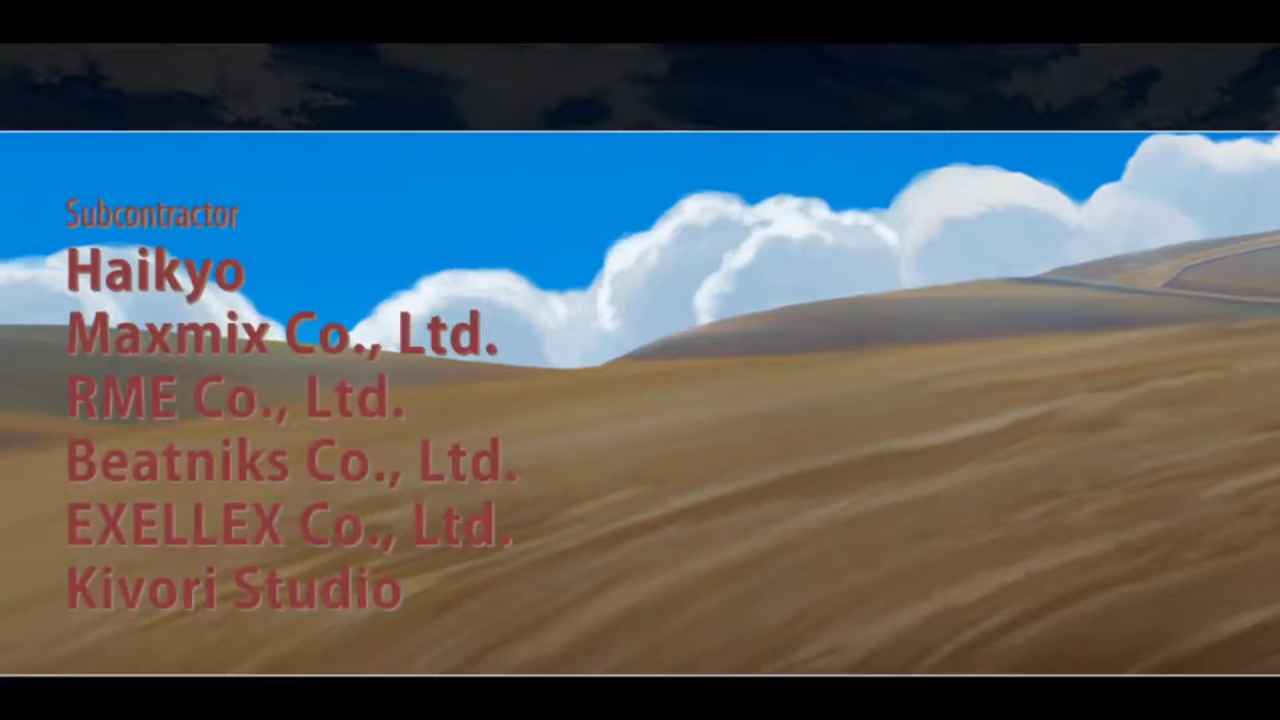 Subcontractor
Haikyo
Maxmix Co., Ltd.
RME Co., Ltd.
Beatniks Co., Ltd.
EXELLEX Co., Ltd.
Kivori Studio